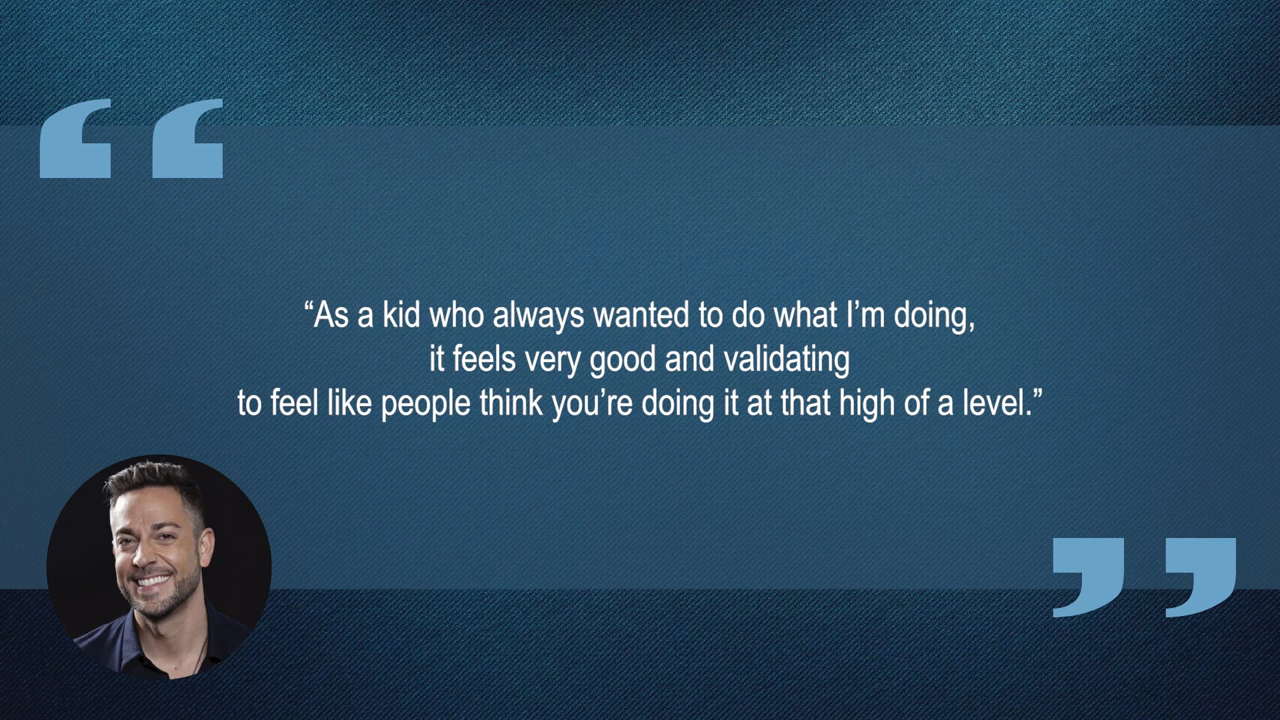 “As a kid who always wanted to do what I’m doing,
it feels very good and validating
to feel like people think you’re doing it at that high of a level.”